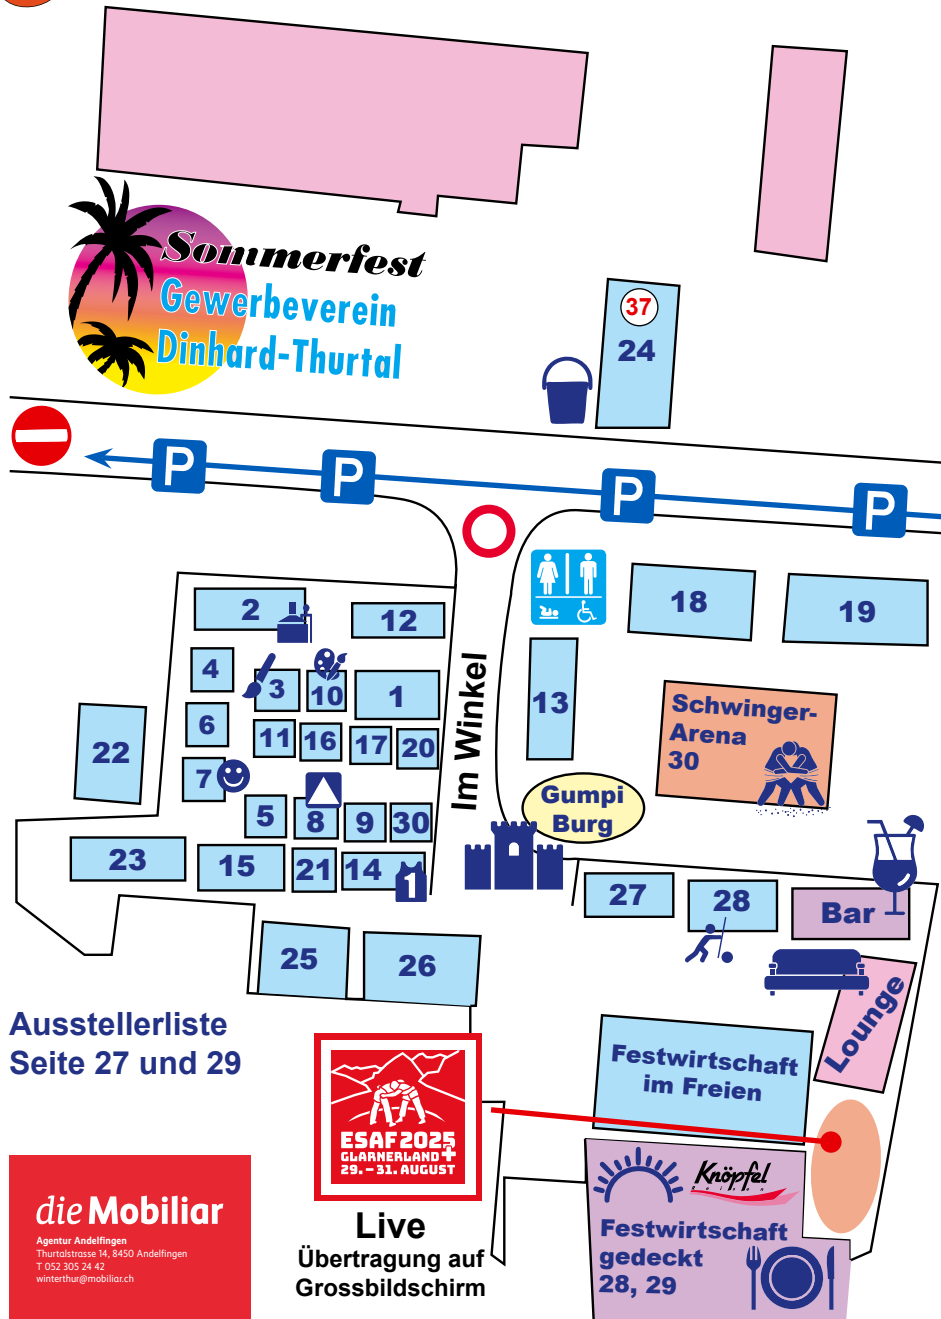 Sommerfest
Gewerbeverein
Dinhard-Thurtal
37
24
P
P
P
P
2
12
18
19
4
3
10
1
13
Im Winkel
Schwinger-
Arena
30
6
11
16
17
20
22
7
Gumpi
Burg
5
8
9
30
23
15
21
14
1
27
28
Bar
25
26
Lounge
Ausstellerliste
Seite 27 und 29
Festwirtschaft
im Freien
ESAF 2025
GLARNERLAND+
29. – 31. AUGUST
Knöpfel
die Mobiliar
Agentur Andelfingen
Thurtalstrasse 14, 8450 Andelfingen
T 052 305 24 42
winterthur@mobiliar.ch
Live
Übertragung auf
Grossbildschirm
Festwirtschaft
gedeckt
28, 29